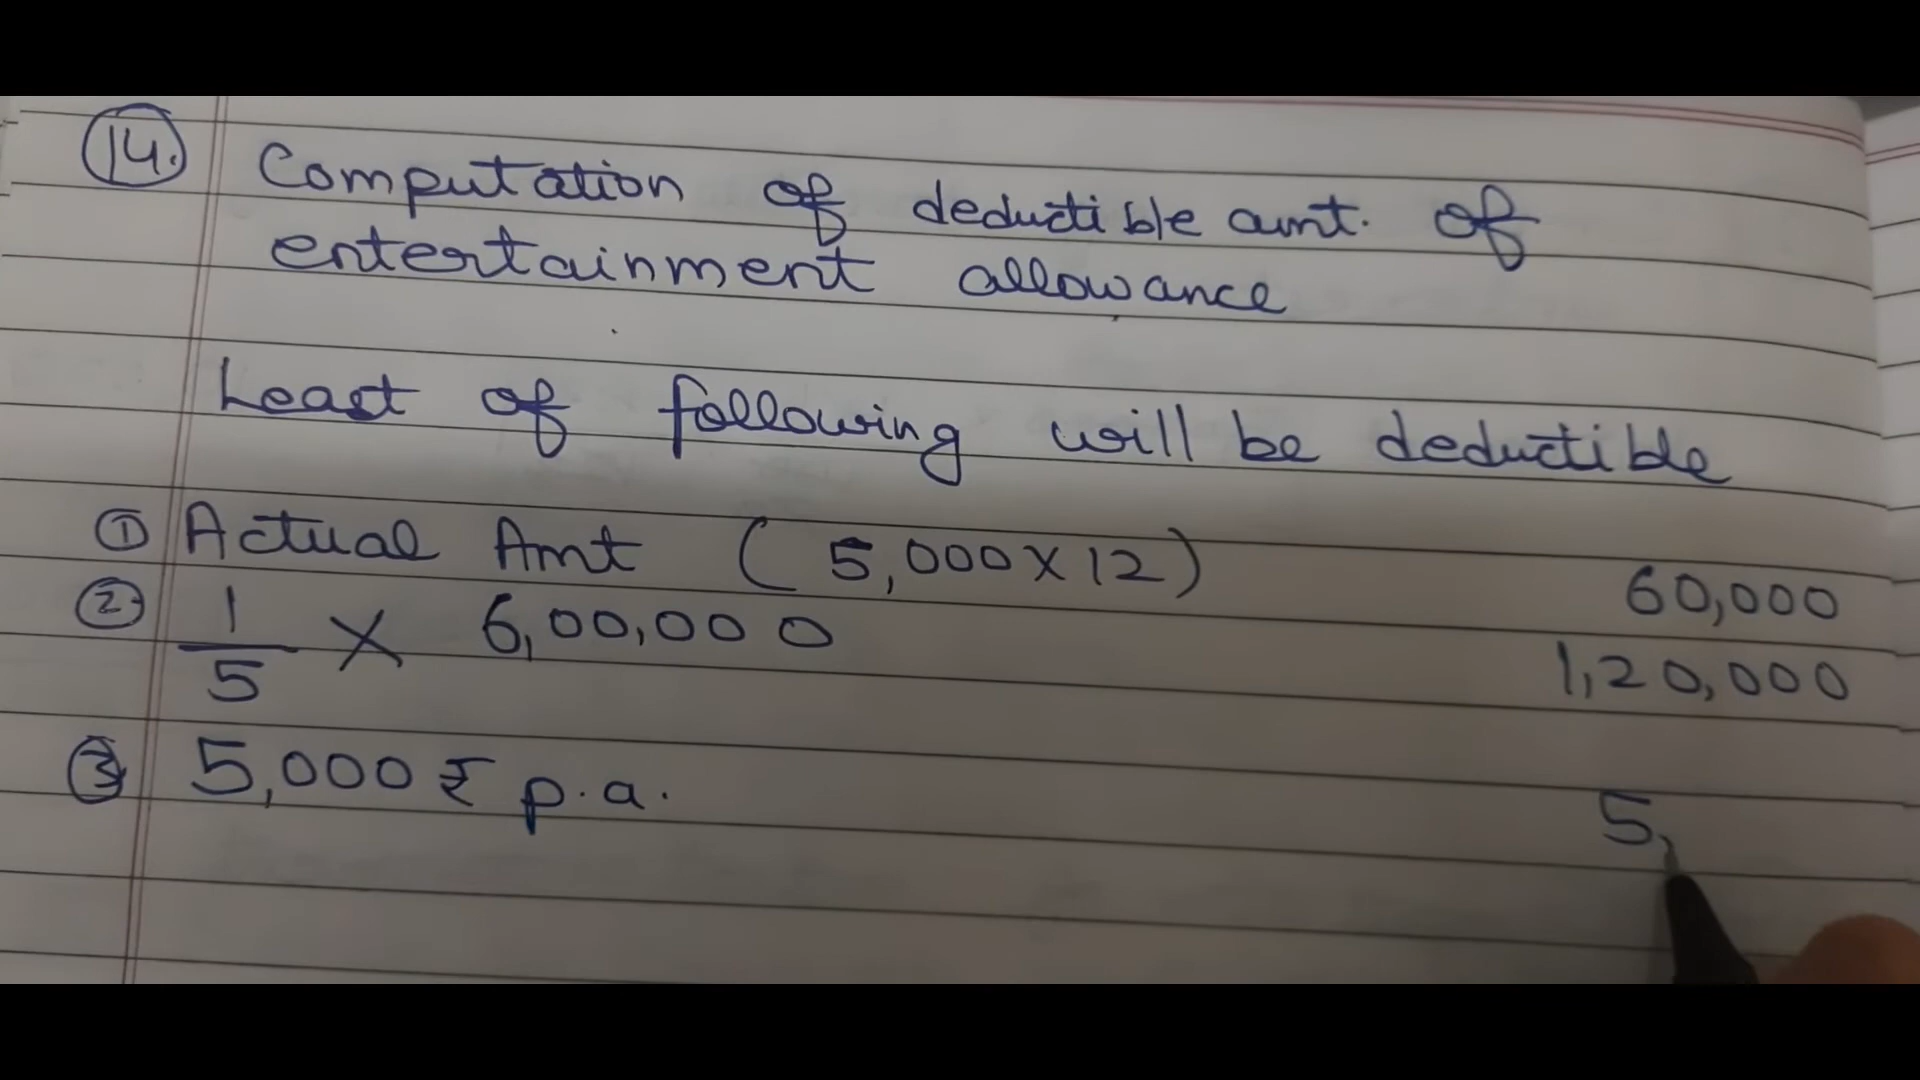 14. Computation of deductible amt. of
entertainment allowance
Least of following will be deductible
① Actual Amt (5,000 X 12) 60,000
② 1/5 X 6,00,000 1,20,000
③ 5,000 ₹ p.a. 5,